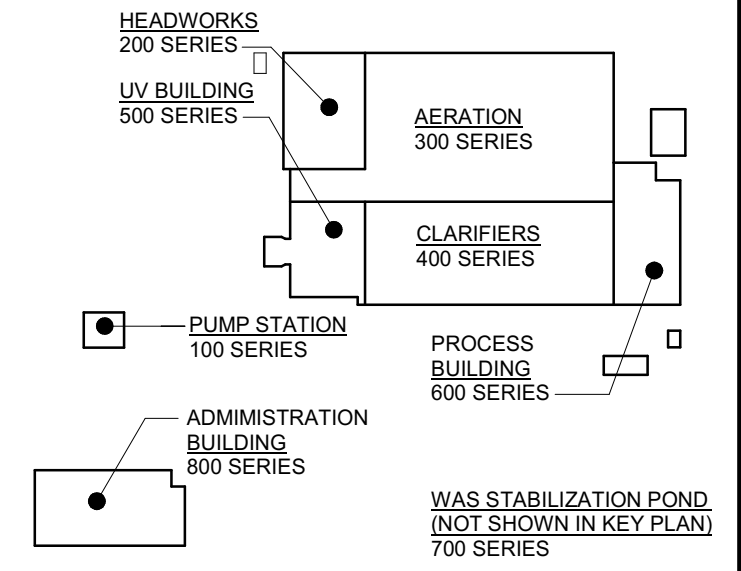 HEADWORKS
200 SERIES
UV BUILDING
500 SERIES
AERATION
300 SERIES
CLARIFIERS
400 SERIES
PUMP STATION
100 SERIES
PROCESS
BUILDING
600 SERIES
ADMIMISTRATION
BUILDING
800 SERIES
WAS STABILIZATION POND
(NOT SHOWN IN KEY PLAN)
700 SERIES